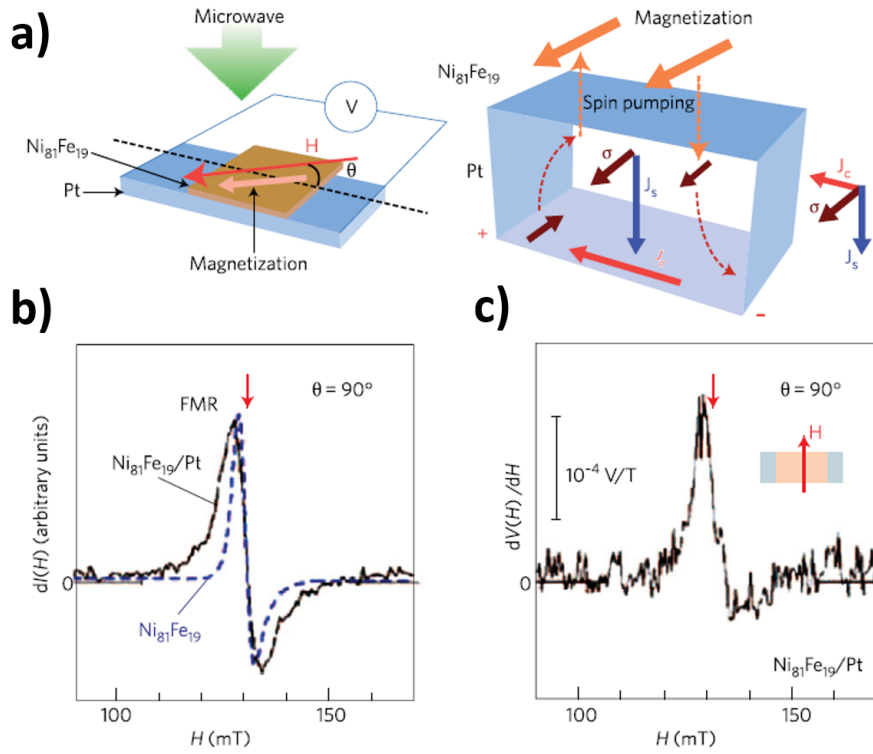 a)
Microwave
V
Ni81Fe19
H
θ
Pt
Magnetization
Magnetization
Ni81Fe19
Spin pumping
Pt
σ
Js
Jc
σ
Js
+
Jc
-
b)
FMR
θ = 90°
Ni81Fe19/Pt
Ni81Fe19
dI(H) (arbitrary units)
0
100
150
H (mT)
c)
θ = 90°
H
10⁻⁴ V/T
dV(H)/dH
0
Ni81Fe19/Pt
100
150
H (mT)